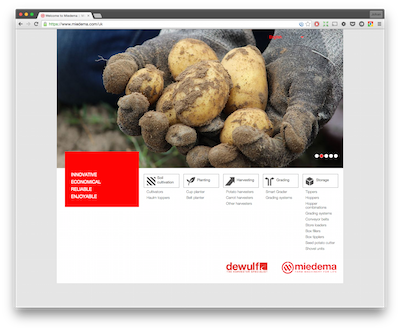 Welcome to Miedema
https://www.miedema.com/us/
INNOVATIVE
ECONOMICAL
RELIABLE
ENJOYABLE
Soil
cultivation
Cultivators
Haulm toppers
Planting
Cup planter
Belt planter
Harvesting
Potato harvesters
Carrot harvesters
Other harvesters
Grading
Smart Grader
Grading systems
Storage
Tippers
Hoppers
Hopper
combinations
Grading systems
Conveyor belts
Store loaders
Box fillers
Box tippers
Seed potato cutter
Shovel units
dewulf
miedema